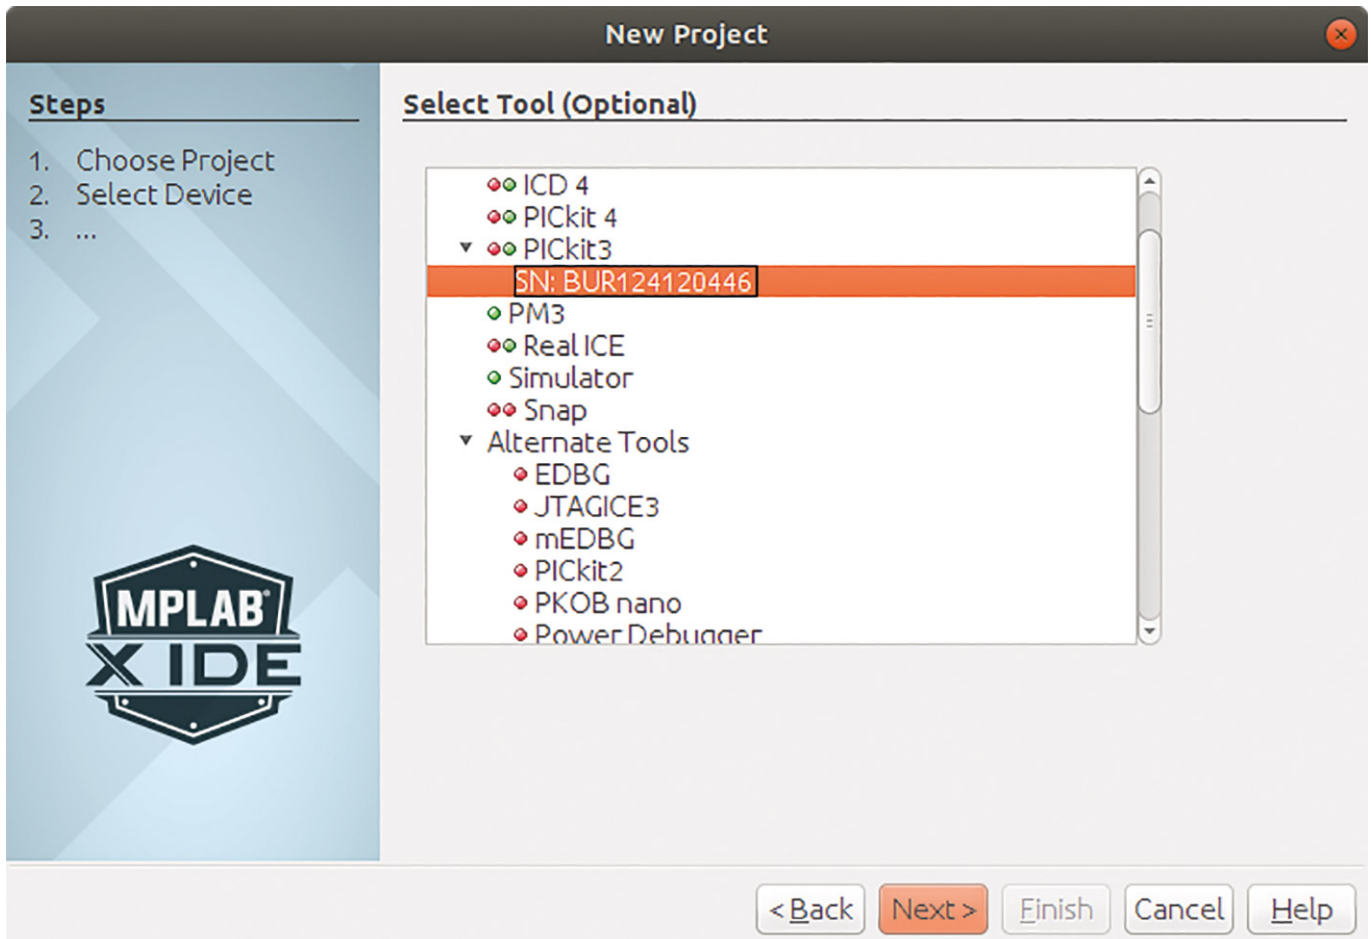 New Project
Steps
1. Choose Project
2. Select Device
3. ...
MPLAB®
X IDE
Select Tool (Optional)
ICD 4
PICkit 4
PICkit3
SN: BUR124120446
PM3
Real ICE
Simulator
Snap
Alternate Tools
EDBG
JTAGICE3
mEDBG
PICkit2
PKOB nano
Power Debugger
< Back Next > Finish Cancel Help